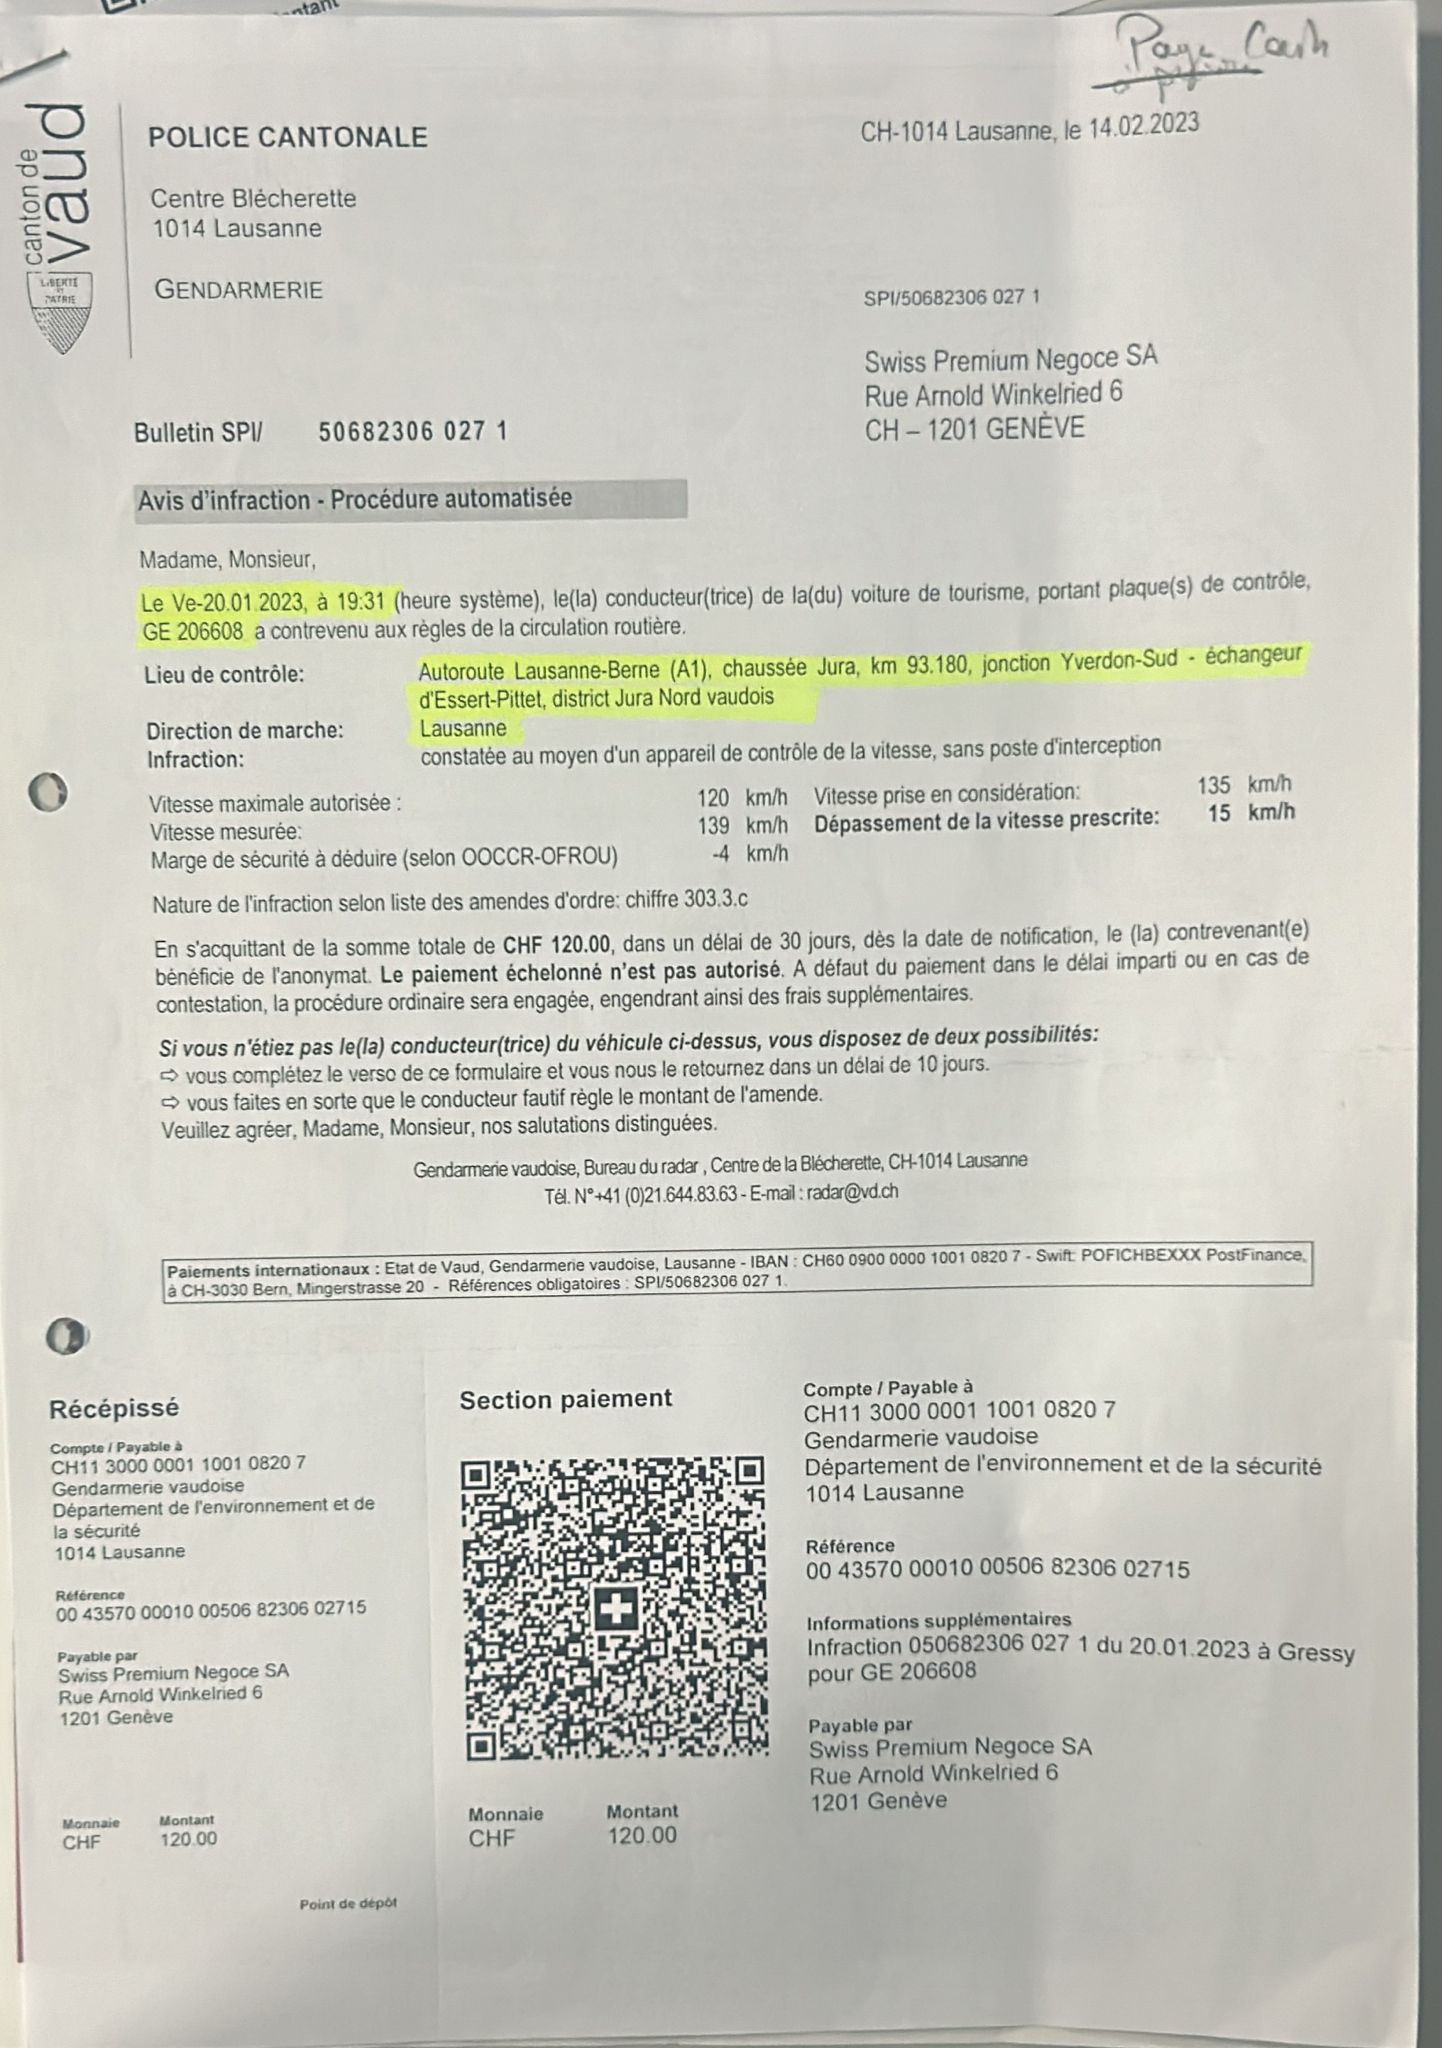 ntant
Paye Cash
canton de
vaud
LIBERTÉ
ET
PATRIE
POLICE CANTONALE
Centre Blécherette
1014 Lausanne
GENDARMERIE
CH-1014 Lausanne, le 14.02.2023
SPI/50682306 027 1
Swiss Premium Negoce SA
Rue Arnold Winkelried 6
CH – 1201 GENÈVE
Bulletin SPI/ 50682306 027 1
Avis d'infraction - Procédure automatisée
Madame, Monsieur,
Le Ve-20.01.2023, à 19:31 (heure système), le(la) conducteur(trice) de la(du) voiture de tourisme, portant plaque(s) de contrôle,
GE 206608 a contrevenu aux règles de la circulation routière.
Lieu de contrôle: Autoroute Lausanne-Berne (A1), chaussée Jura, km 93.180, jonction Yverdon-Sud - échangeur
d'Essert-Pittet, district Jura Nord vaudois
Direction de marche: Lausanne
Infraction: constatée au moyen d'un appareil de contrôle de la vitesse, sans poste d'interception
Vitesse maximale autorisée : 120 km/h Vitesse prise en considération: 135 km/h
Vitesse mesurée: 139 km/h Dépassement de la vitesse prescrite: 15 km/h
Marge de sécurité à déduire (selon OOCCR-OFROU) -4 km/h
Nature de l'infraction selon liste des amendes d'ordre: chiffre 303.3.c
En s'acquittant de la somme totale de CHF 120.00, dans un délai de 30 jours, dès la date de notification, le (la) contrevenant(e)
bénéficie de l'anonymat. Le paiement échelonné n'est pas autorisé. A défaut du paiement dans le délai imparti ou en cas de
contestation, la procédure ordinaire sera engagée, engendrant ainsi des frais supplémentaires.
Si vous n'étiez pas le(la) conducteur(trice) du véhicule ci-dessus, vous disposez de deux possibilités:
⇨ vous complétez le verso de ce formulaire et vous nous le retournez dans un délai de 10 jours.
⇨ vous faites en sorte que le conducteur fautif règle le montant de l'amende.
Veuillez agréer, Madame, Monsieur, nos salutations distinguées.
Gendarmerie vaudoise, Bureau du radar , Centre de la Blécherette, CH-1014 Lausanne
Tél. N°+41 (0)21.644.83.63 - E-mail : radar@vd.ch
Paiements internationaux : Etat de Vaud, Gendarmerie vaudoise, Lausanne - IBAN : CH60 0900 0000 1001 0820 7 - Swift: POFICHBEXXX PostFinance,
à CH-3030 Bern, Mingerstrasse 20 - Références obligatoires : SPI/50682306 027 1.
Récépissé
Compte / Payable à
CH11 3000 0001 1001 0820 7
Gendarmerie vaudoise
Département de l'environnement et de
la sécurité
1014 Lausanne
Référence
00 43570 00010 00506 82306 02715
Payable par
Swiss Premium Negoce SA
Rue Arnold Winkelried 6
1201 Genève
Monnaie Montant
CHF 120.00
Point de dépôt
Section paiement
Monnaie Montant
CHF 120.00
Compte / Payable à
CH11 3000 0001 1001 0820 7
Gendarmerie vaudoise
Département de l'environnement et de la sécurité
1014 Lausanne
Référence
00 43570 00010 00506 82306 02715
Informations supplémentaires
Infraction 050682306 027 1 du 20.01.2023 à Gressy
pour GE 206608
Payable par
Swiss Premium Negoce SA
Rue Arnold Winkelried 6
1201 Genève